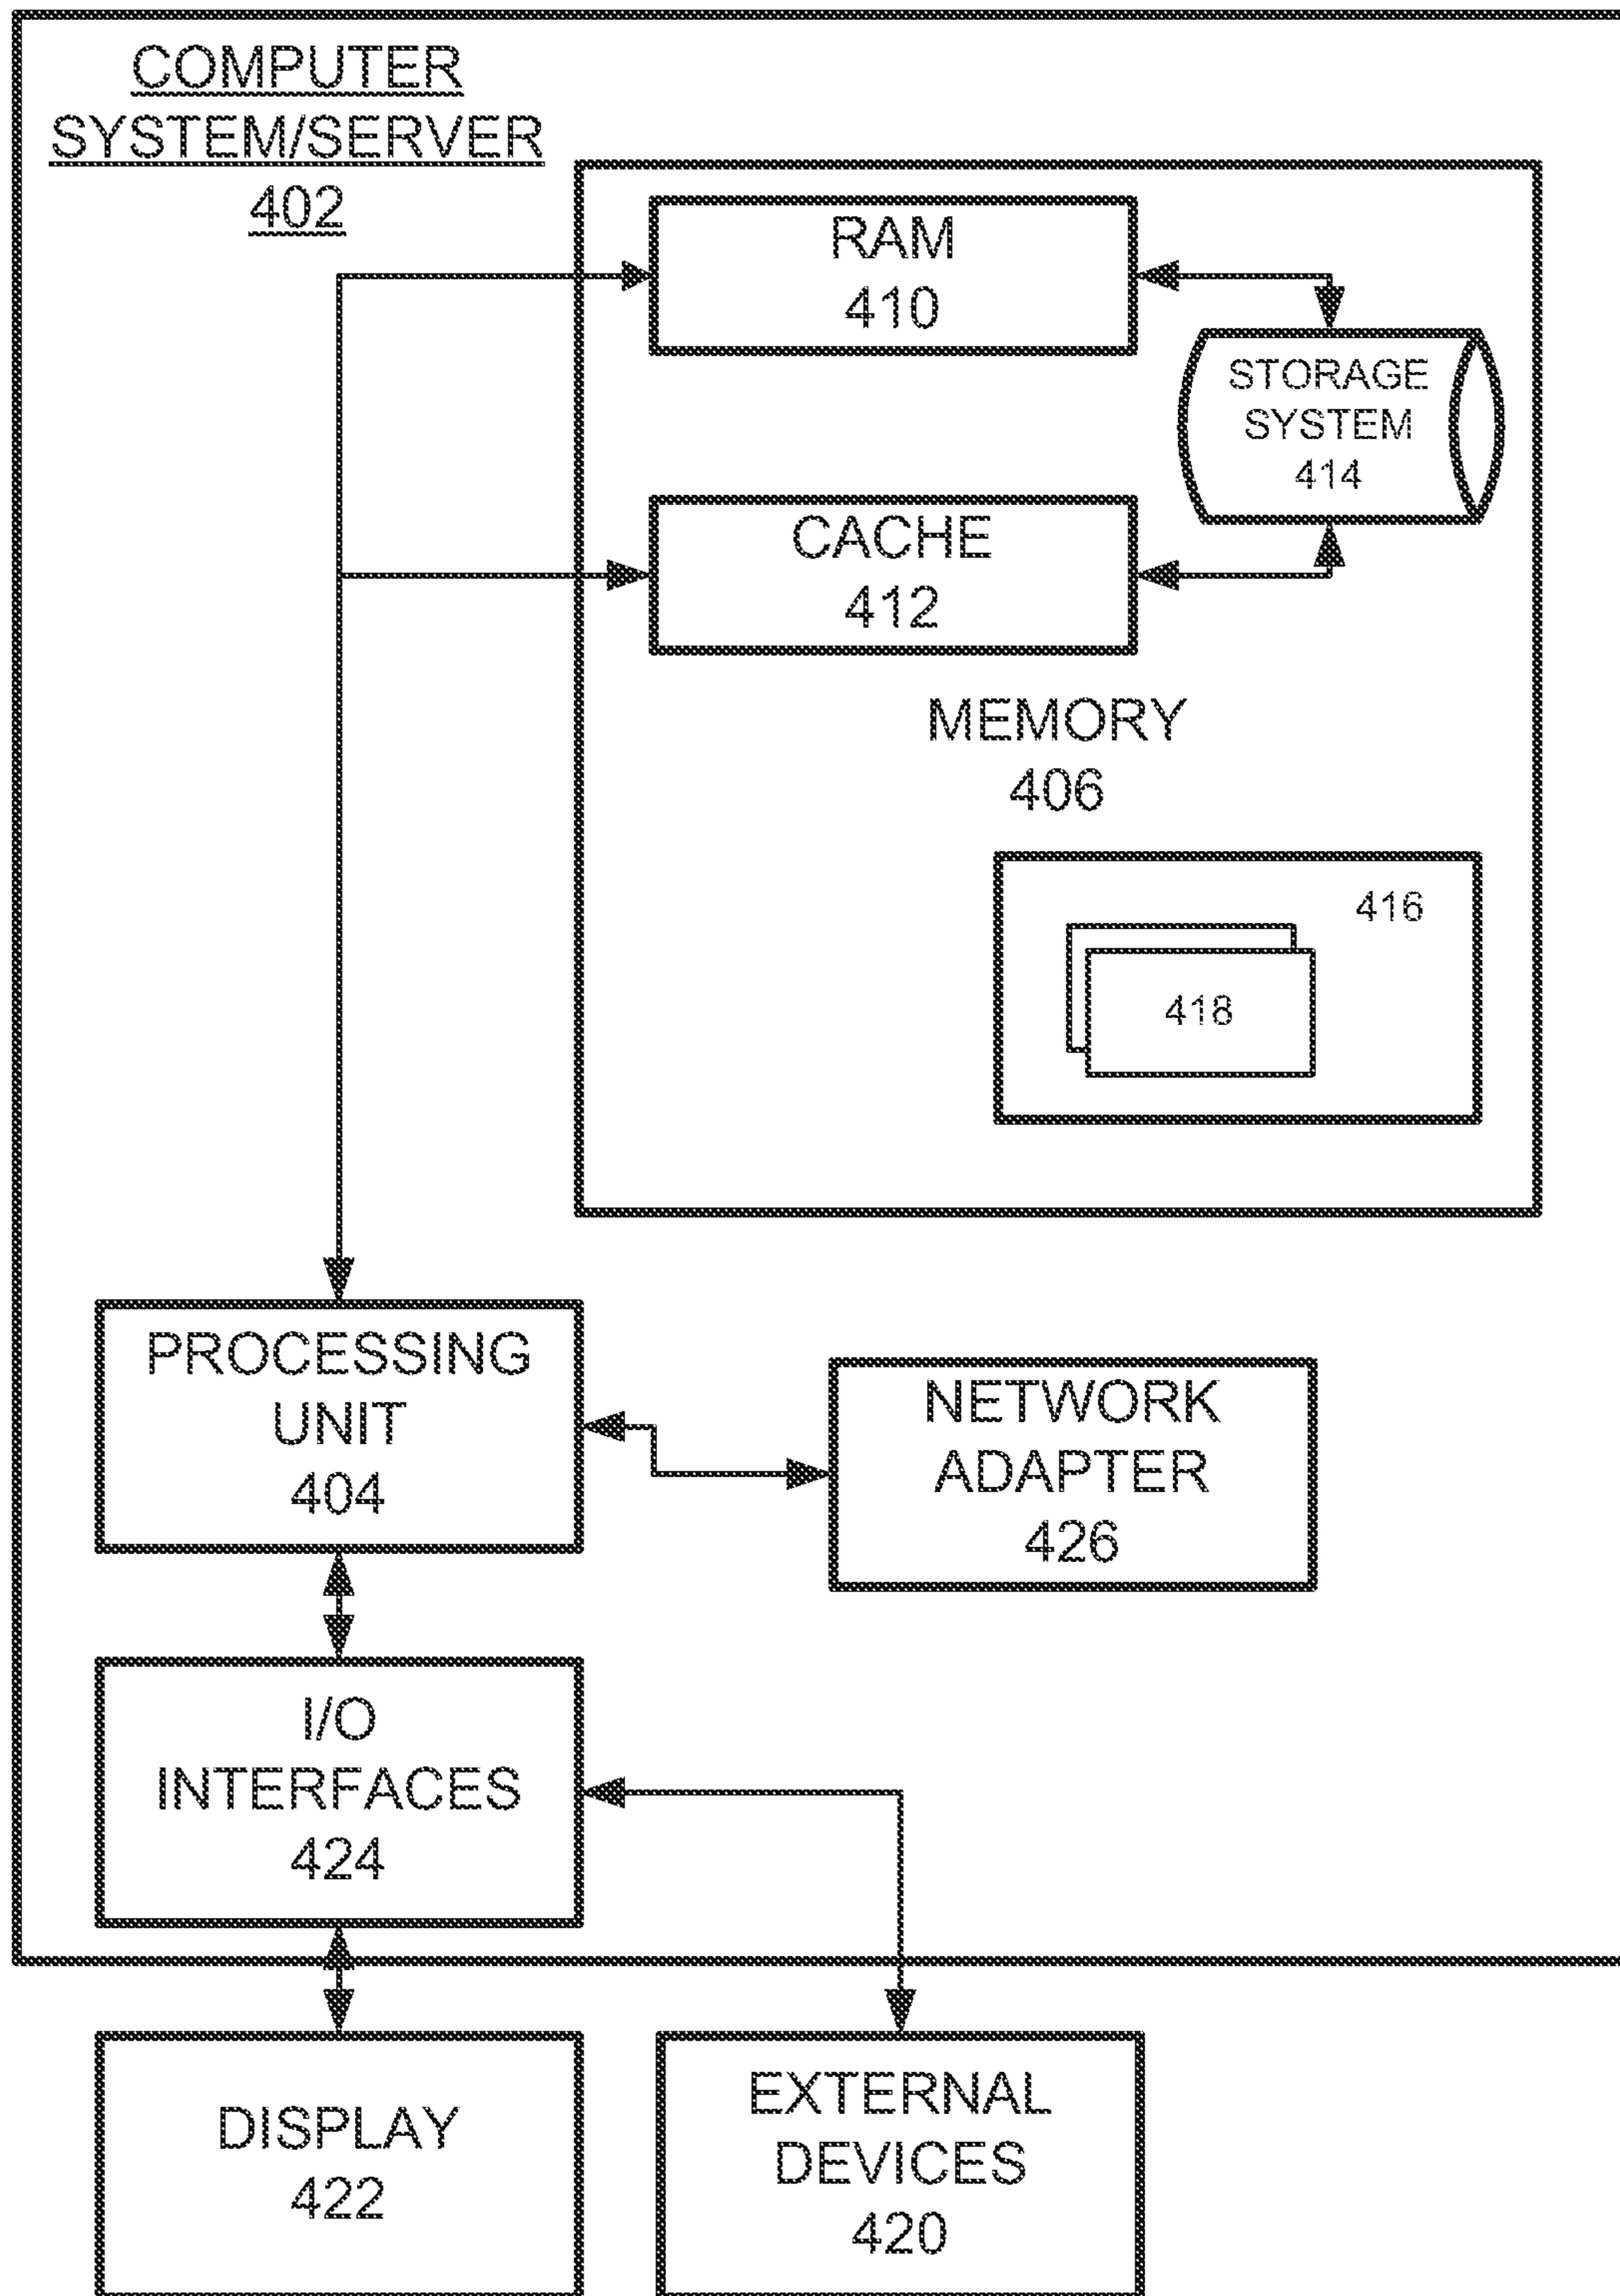 COMPUTER
SYSTEM/SERVER
402
RAM
410
STORAGE
SYSTEM
414
CACHE
412
MEMORY
406
416
418
PROCESSING
UNIT
404
NETWORK
ADAPTER
426
I/O
INTERFACES
424
DISPLAY
422
EXTERNAL
DEVICES
420